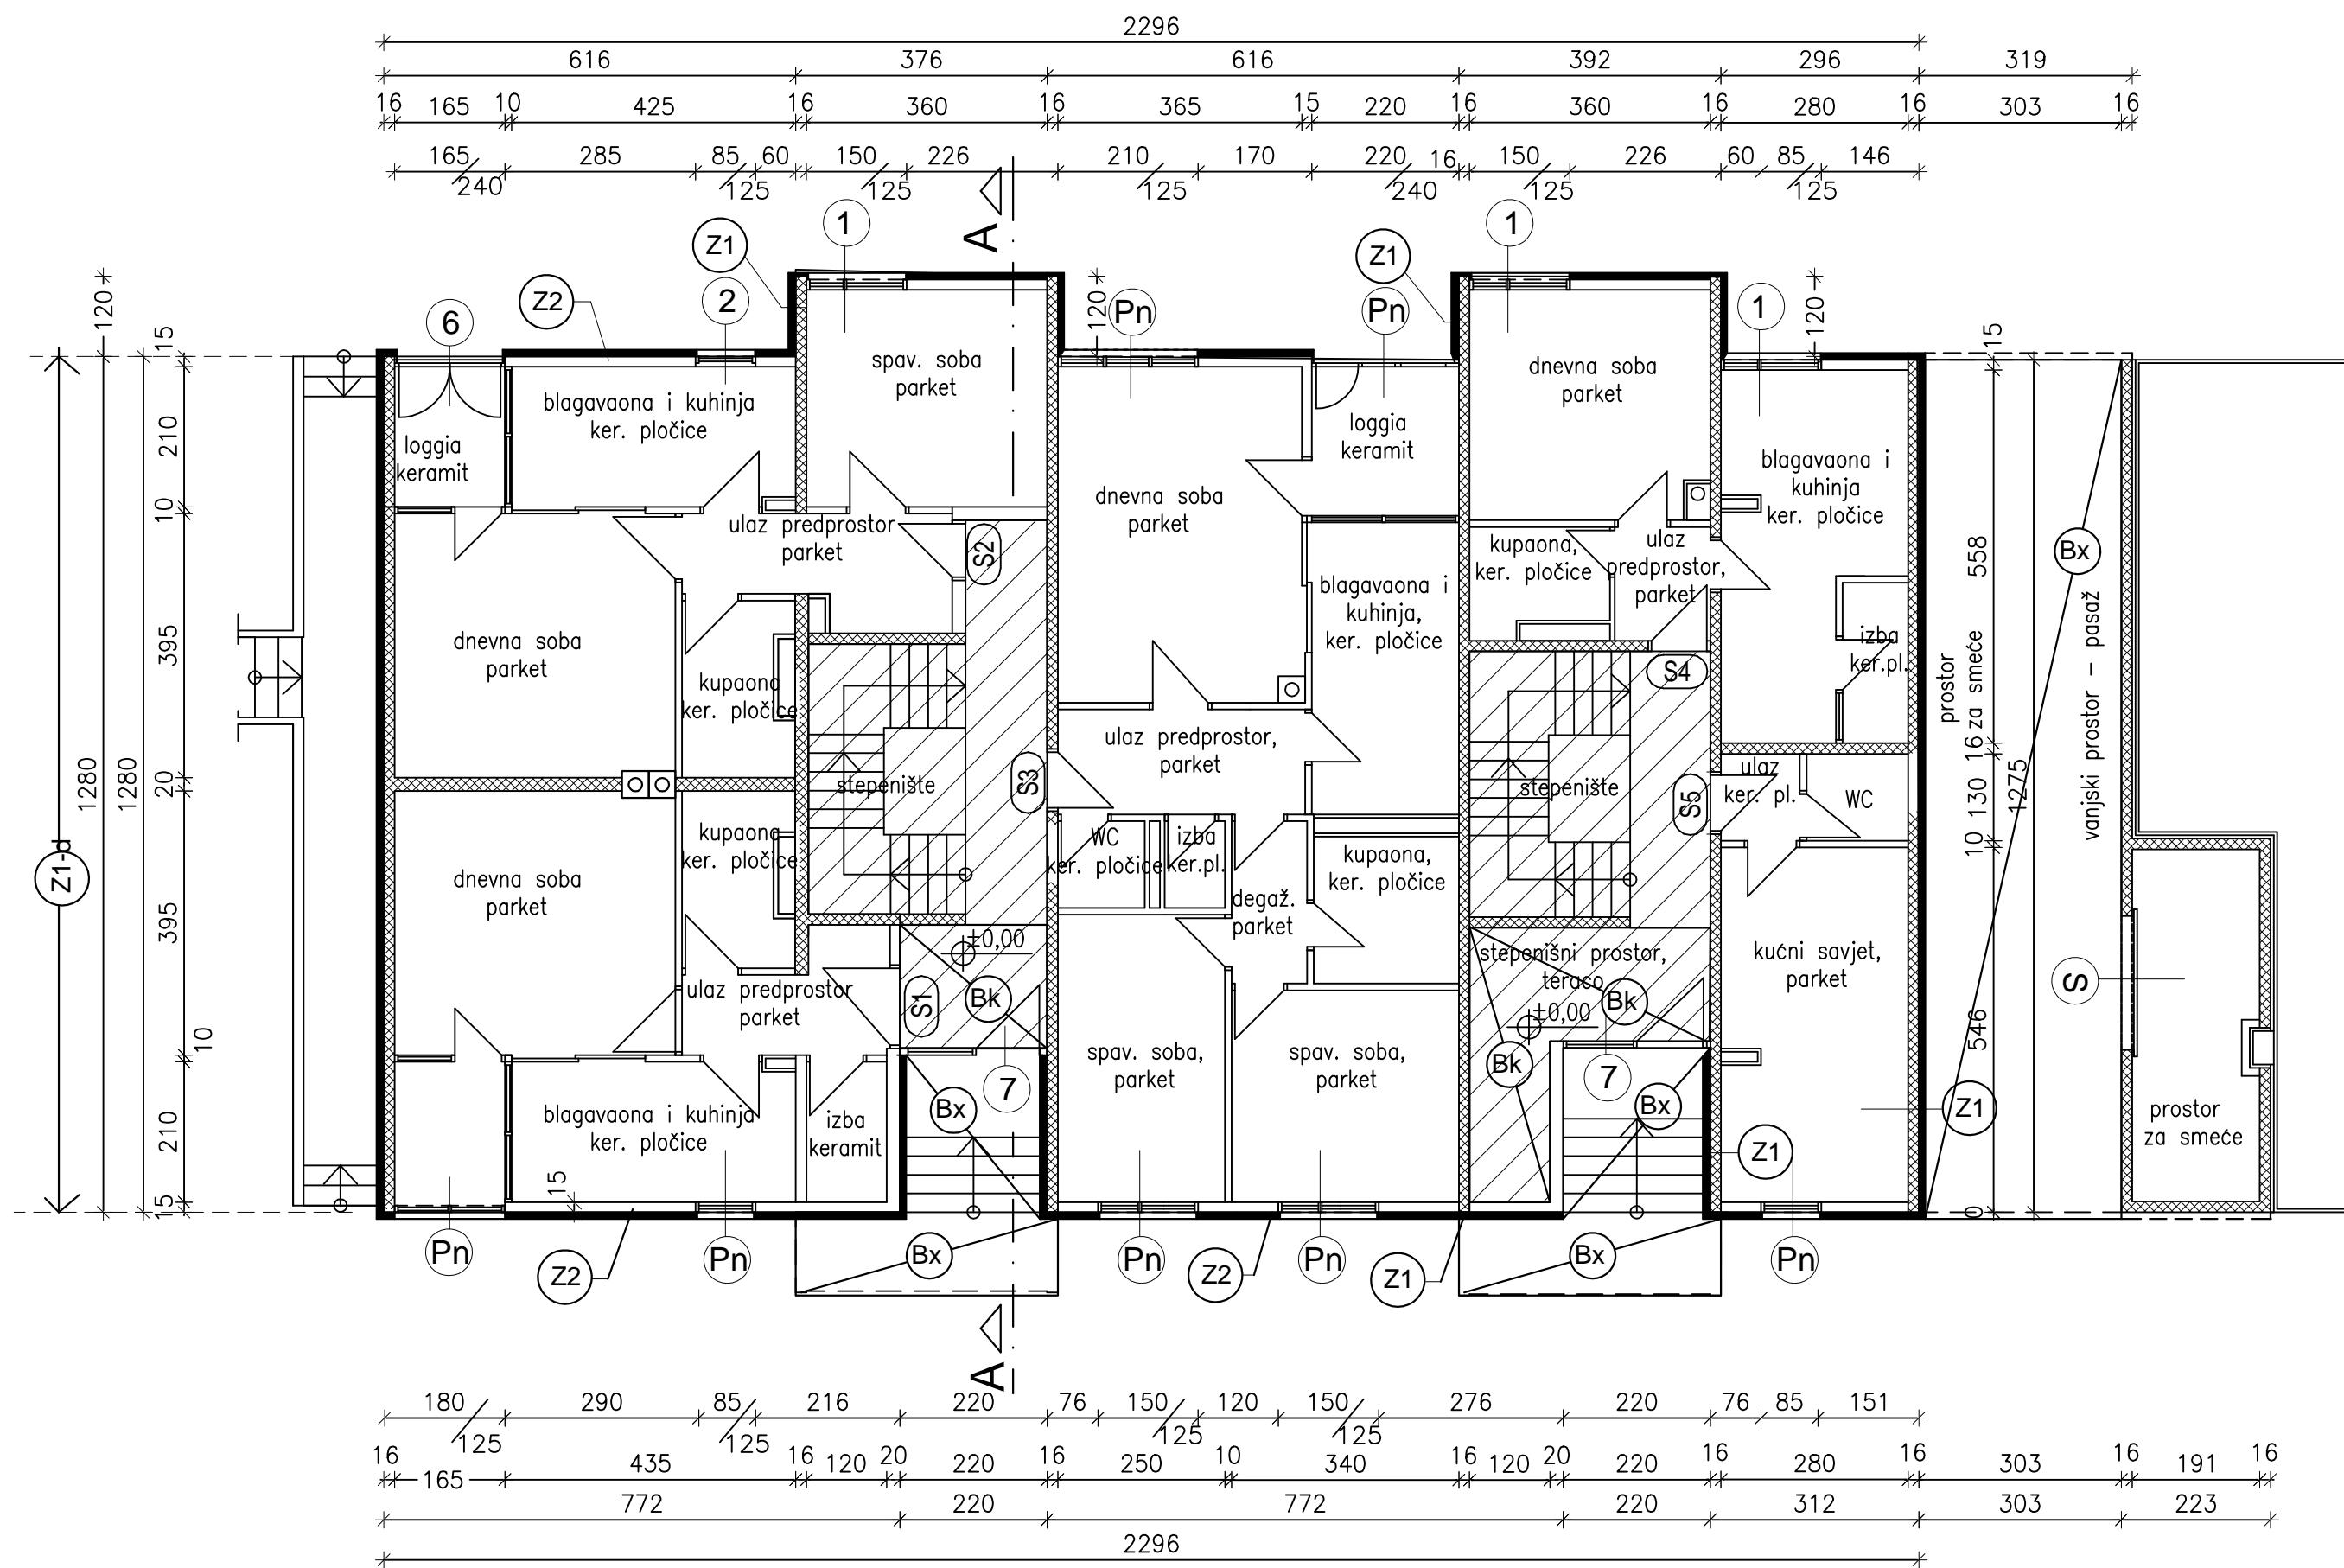 2296
616 376 616 392 296 319
16 165 10 425 16 360 16 365 15 220 16 360 16 280 16 303 16
165 285 85 60 150 226 210 170 220 16 150 226 60 85 146
240 125 125 125 240 125 125
A
1
1
Z1
Z1
2
Z2
6
Pn
Pn
1
120
120
120
15
210
10
395
20
395
10
210
15
15
1280
1280
Z1-d
spav. soba
parket
dnevna soba
parket
blagavaona i kuhinja
ker. pločice
loggia
keramit
loggia
keramit
blagavaona i
kuhinja
ker. pločice
dnevna soba
parket
ulaz predprostor
parket
S2
kupaona,
ker. pločice
ulaz
predprostor,
parket
blagavaona i
kuhinja,
ker. pločice
izba
ker.pl.
dnevna soba
parket
kupaona
ker. pločice
S4
ulaz predprostor,
parket
stepenište
S3
stepenište
S5
ulaz
ker. pl.
WC
kupaona
ker. pločice
WC
ker. pločice
izba
ker.pl.
kupaona,
ker. pločice
dnevna soba
parket
degaž.
parket
±0,00
stepenišni prostor,
teraco
kućni savjet,
parket
ulaz predprostor
parket
S1
Bk
Bk
±0,00
spav. soba,
parket
spav. soba,
parket
Bk
7
7
blagavaona i kuhinja
ker. pločice
izba
keramit
Bx
Bx
Z1
Z1
15
Pn
Z2
Pn
Bx
Pn
Z2
Pn
Z1
Bx
Pn
A
15
558
16
130
10
546
0
1275
prostor
za smeće
vanjski prostor – pasaž
Bx
S
prostor
za smeće
180 290 85 216 220 76 150 120 150 276 220 76 85 151
125 125 125 125
16 165 435 16 120 20 220 16 250 10 340 16 120 20 220 16 280 16 303 16 191 16
772 220 772 220 312 303 223
2296